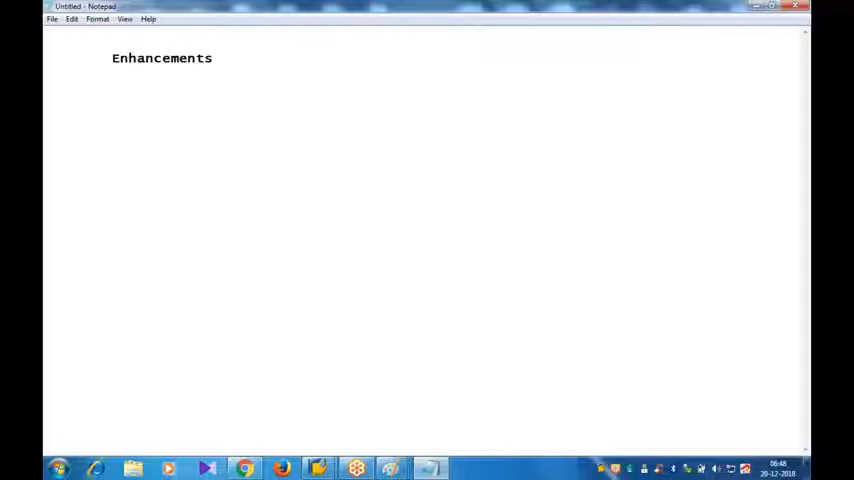 Untitled - Notepad
File Edit Format View Help
Enhancements
06:48
20-12-2018